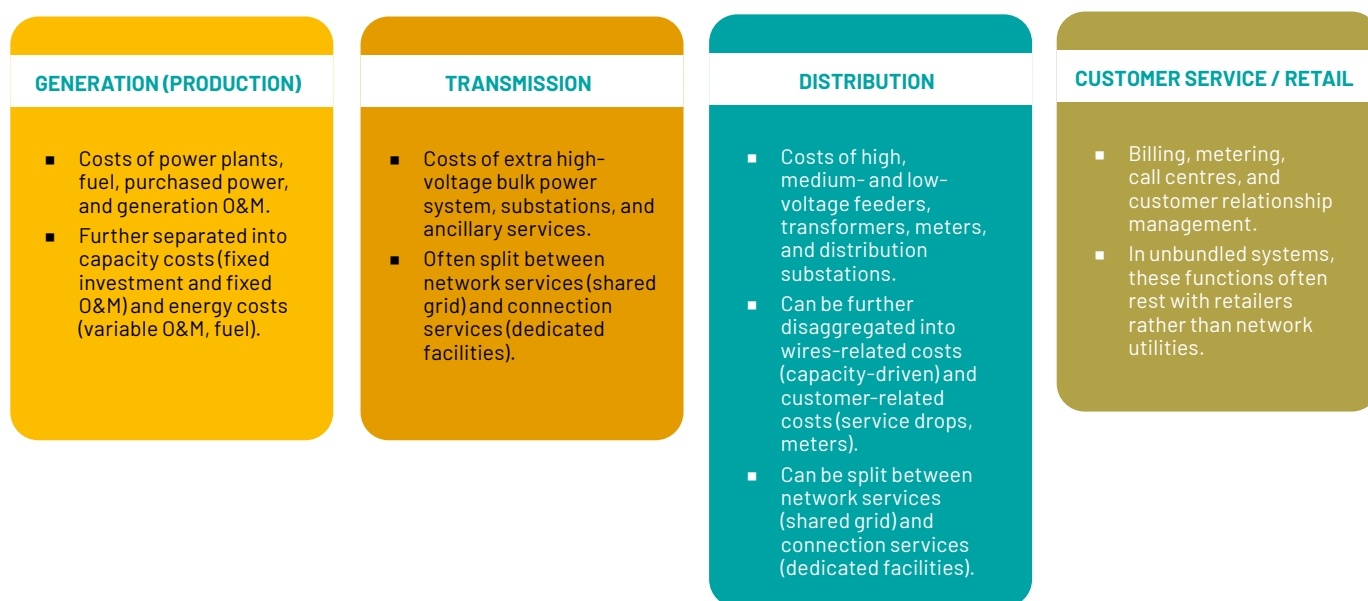 GENERATION (PRODUCTION)
▪ Costs of power plants,
fuel, purchased power,
and generation O&M.
▪ Further separated into
capacity costs (fixed
investment and fixed
O&M) and energy costs
(variable O&M, fuel).
TRANSMISSION
▪ Costs of extra high-
voltage bulk power
system, substations, and
ancillary services.
▪ Often split between
network services (shared
grid) and connection
services (dedicated
facilities).
DISTRIBUTION
▪ Costs of high,
medium- and low-
voltage feeders,
transformers, meters,
and distribution
substations.
▪ Can be further
disaggregated into
wires-related costs
(capacity-driven) and
customer-related
costs (service drops,
meters).
▪ Can be split between
network services
(shared grid) and
connection services
(dedicated facilities).
CUSTOMER SERVICE / RETAIL
▪ Billing, metering,
call centres, and
customer relationship
management.
▪ In unbundled systems,
these functions often
rest with retailers
rather than network
utilities.